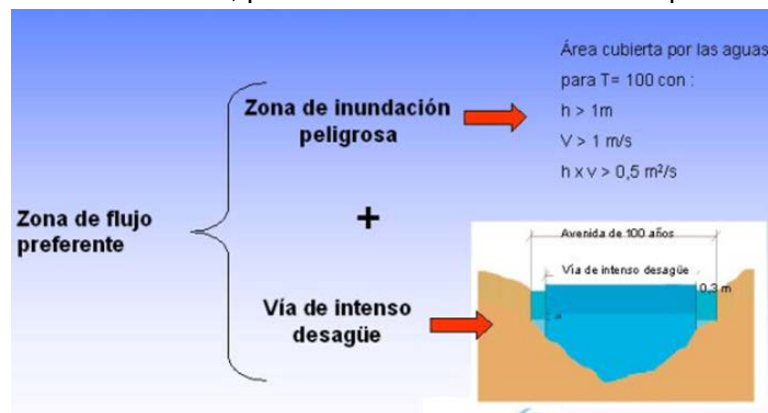 Área cubierta por las aguas
para T= 100 con :
h > 1m
V > 1 m/s
h x v > 0,5 m²/s
Zona de inundación
peligrosa
+
Zona de flujo
preferente
Vía de intenso
desagüe
Avenida de 100 años
Vía de intenso desagüe
0,3 m